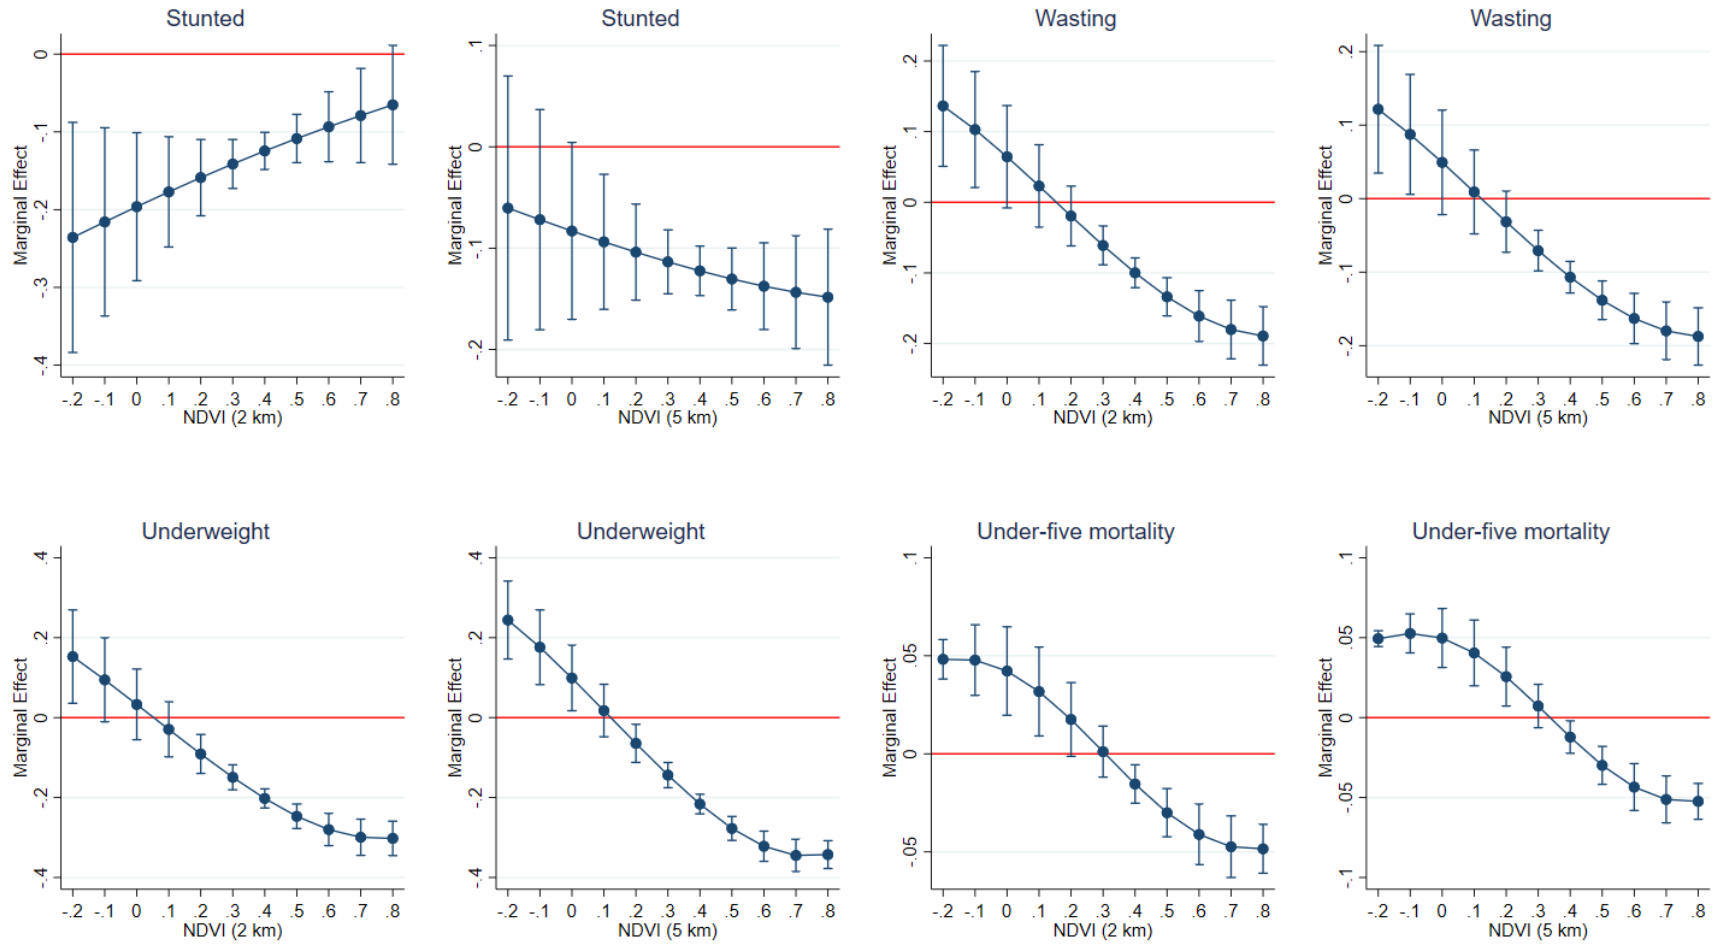 Stunted
Marginal Effect
0
-.1
-.2
-.3
-.4
-.2 -.1 0 .1 .2 .3 .4 .5 .6 .7 .8
NDVI (2 km)
Stunted
Marginal Effect
.1
0
-.1
-.2
-.2 -.1 0 .1 .2 .3 .4 .5 .6 .7 .8
NDVI (5 km)
Wasting
Marginal Effect
.2
.1
0
-.1
-.2
-.2 -.1 0 .1 .2 .3 .4 .5 .6 .7 .8
NDVI (2 km)
Wasting
Marginal Effect
.2
.1
0
-.1
-.2
-.2 -.1 0 .1 .2 .3 .4 .5 .6 .7 .8
NDVI (5 km)
Underweight
Marginal Effect
.4
.2
0
-.2
-.4
-.2 -.1 0 .1 .2 .3 .4 .5 .6 .7 .8
NDVI (2 km)
Underweight
Marginal Effect
.4
.2
0
-.2
-.4
-.2 -.1 0 .1 .2 .3 .4 .5 .6 .7 .8
NDVI (5 km)
Under-five mortality
Marginal Effect
.1
.05
0
-.05
-.2 -.1 0 .1 .2 .3 .4 .5 .6 .7 .8
NDVI (2 km)
Under-five mortality
Marginal Effect
.1
.05
0
-.05
-.1
-.2 -.1 0 .1 .2 .3 .4 .5 .6 .7 .8
NDVI (5 km)